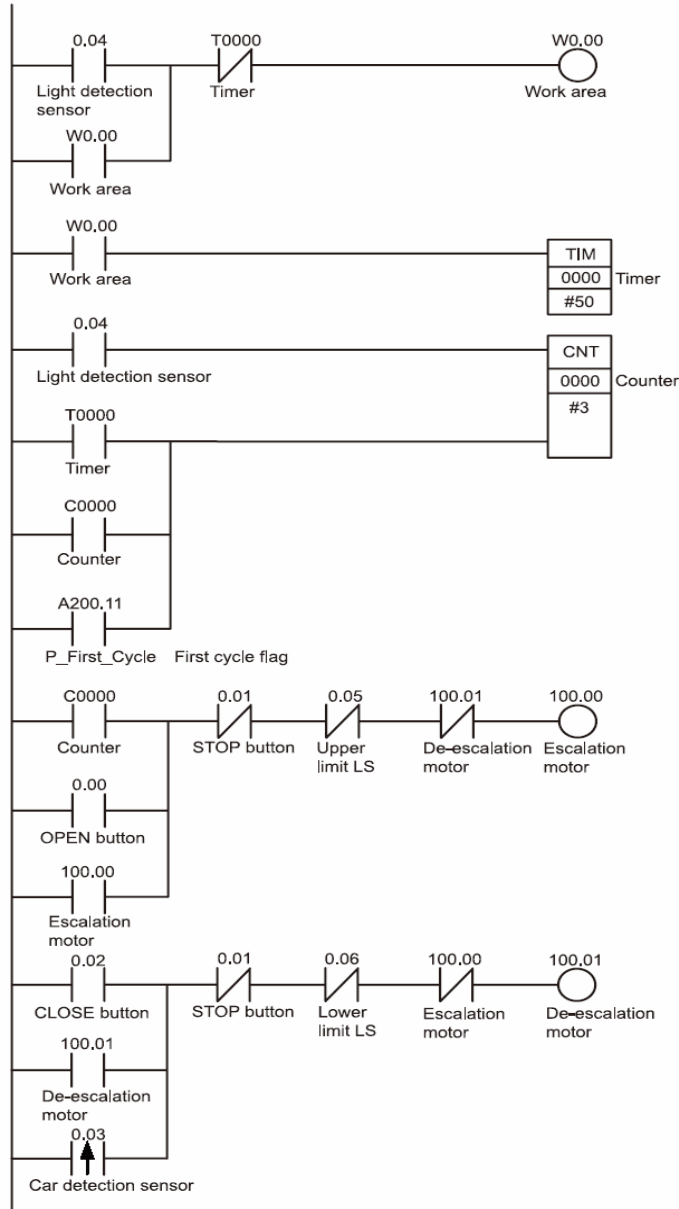 0.04 T0000 W0.00
Light detection Timer Work area
sensor
W0.00
Work area
W0.00
Work area
TIM
0000 Timer
#50
0.04
Light detection sensor
CNT
0000 Counter
#3
T0000
Timer
C0000
Counter
A200.11
P_First_Cycle First cycle flag
C0000 0.01 0.05 100.01 100.00
Counter STOP button Upper De-escalation Escalation
limit LS motor motor
0.00
OPEN button
100.00
Escalation
motor
0.02 0.01 0.06 100.00 100.01
CLOSE button STOP button Lower Escalation De-escalation
limit LS motor motor
100.01
De-escalation
motor
0.03
Car detection sensor